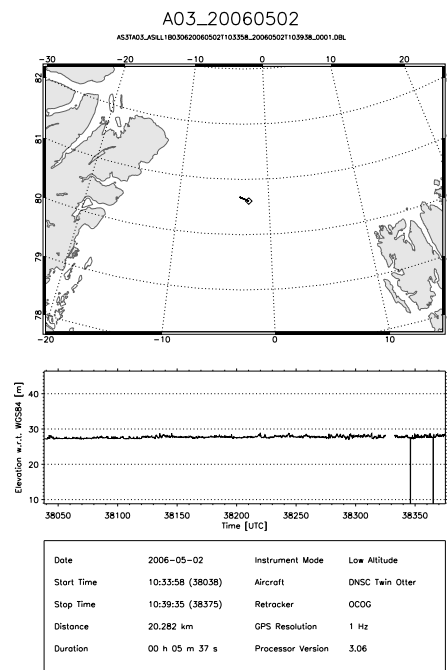 A03_20060502
AS3TA03_ASILL1B030620060502T103358_20060502T103938_0001.DBL
-30 -20 -10 0 10 20
82
81
80
79
78
-20 -10 0 10
Elevation w.r.t. WGS84 [m]
40
30
20
10
38050 38100 38150 38200 38250 38300 38350
Time [UTC]
Date 2006-05-02 Instrument Mode Low Altitude
Start Time 10:33:58 (38038) Aircraft DNSC Twin Otter
Stop Time 10:39:35 (38375) Retracker OCOG
Distance 20.282 km GPS Resolution 1 Hz
Duration 00 h 05 m 37 s Processor Version 3.06